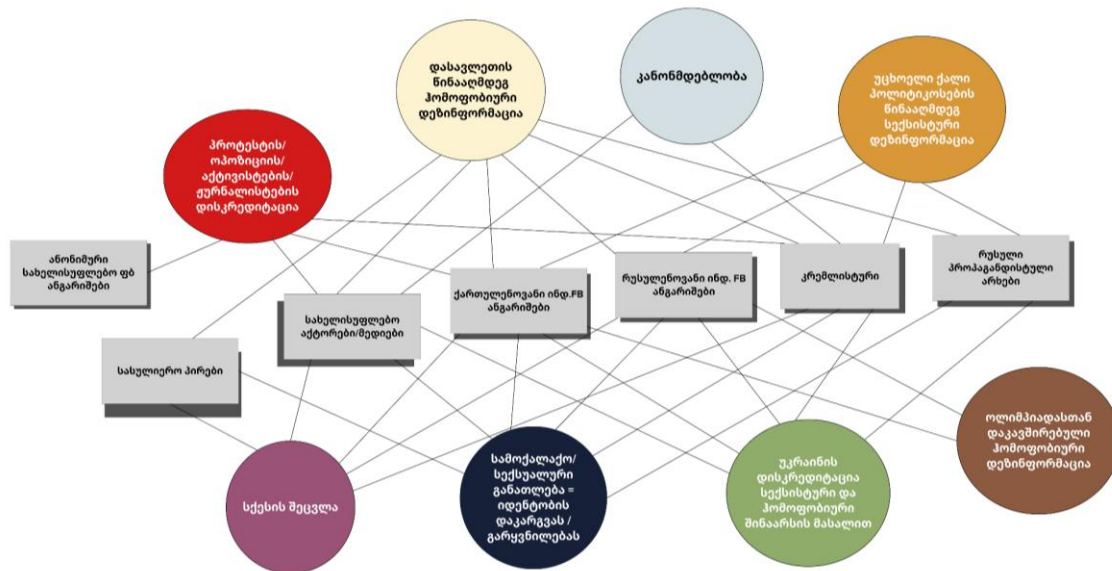 დასავლეთის
წინააღმდეგ
ჰომოფობიური
დეზინფორმაცია
კანონმდებლობა
უცხოელი ქალი
პოლიტიკოსების
წინააღმდეგ
სექსისტური
დეზინფორმაცია
პროტესტის/
ოპოზიციის/
აქტივისტების/
ჟურნალისტების
დისკრედიტაცია
ანონიმური
სახელისუფლებო ფბ
ანგარიშები
სახელისუფლებო
აქტორები/მედიები
ქართულენოვანი ინდ.FB
ანგარიშები
რუსულენოვანი ინდ. FB
ანგარიშები
კრემლისტური
რუსული
პროპაგანდისტული
არხები
სასულიერო პირები
სქესის შეცვლა
სამოქალაქო/
სექსუალური
განათლება =
იდენტობის
დაკარგვას /
გარყვნილებას
უკრაინის
დისკრედიტაცია
სექსისტური და
ჰომოფობიური
შინაარსის მასალით
ოლიმპიადასთან
დაკავშირებული
ჰომოფობიური
დეზინფორმაცია